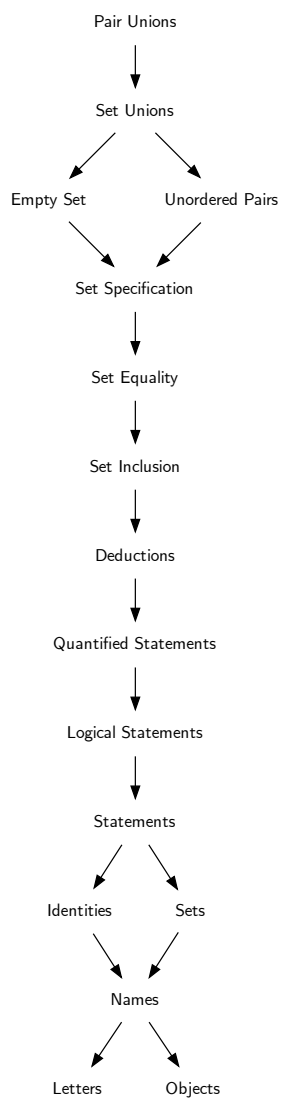 Pair Unions
Set Unions
Empty Set
Unordered Pairs
Set Specification
Set Equality
Set Inclusion
Deductions
Quantified Statements
Logical Statements
Statements
Identities
Sets
Names
Letters
Objects